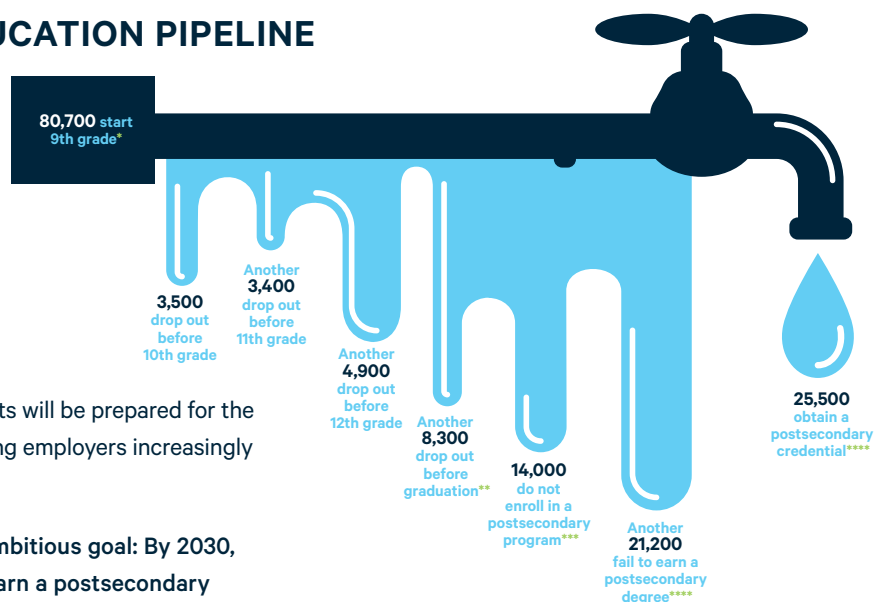 UCATION PIPELINE
80,700 start
9th grade*
3,500
drop out
before
10th grade
Another
3,400
drop out
before
11th grade
Another
4,900
drop out
before
12th grade
Another
8,300
drop out
before
graduation**
14,000
do not
enroll in a
postsecondary
program***
Another
21,200
fail to earn a
postsecondary
degree****
25,500
obtain a
postsecondary
credential****
ts will be prepared for the
ng employers increasingly
mbitious goal: By 2030,
arn a postsecondary